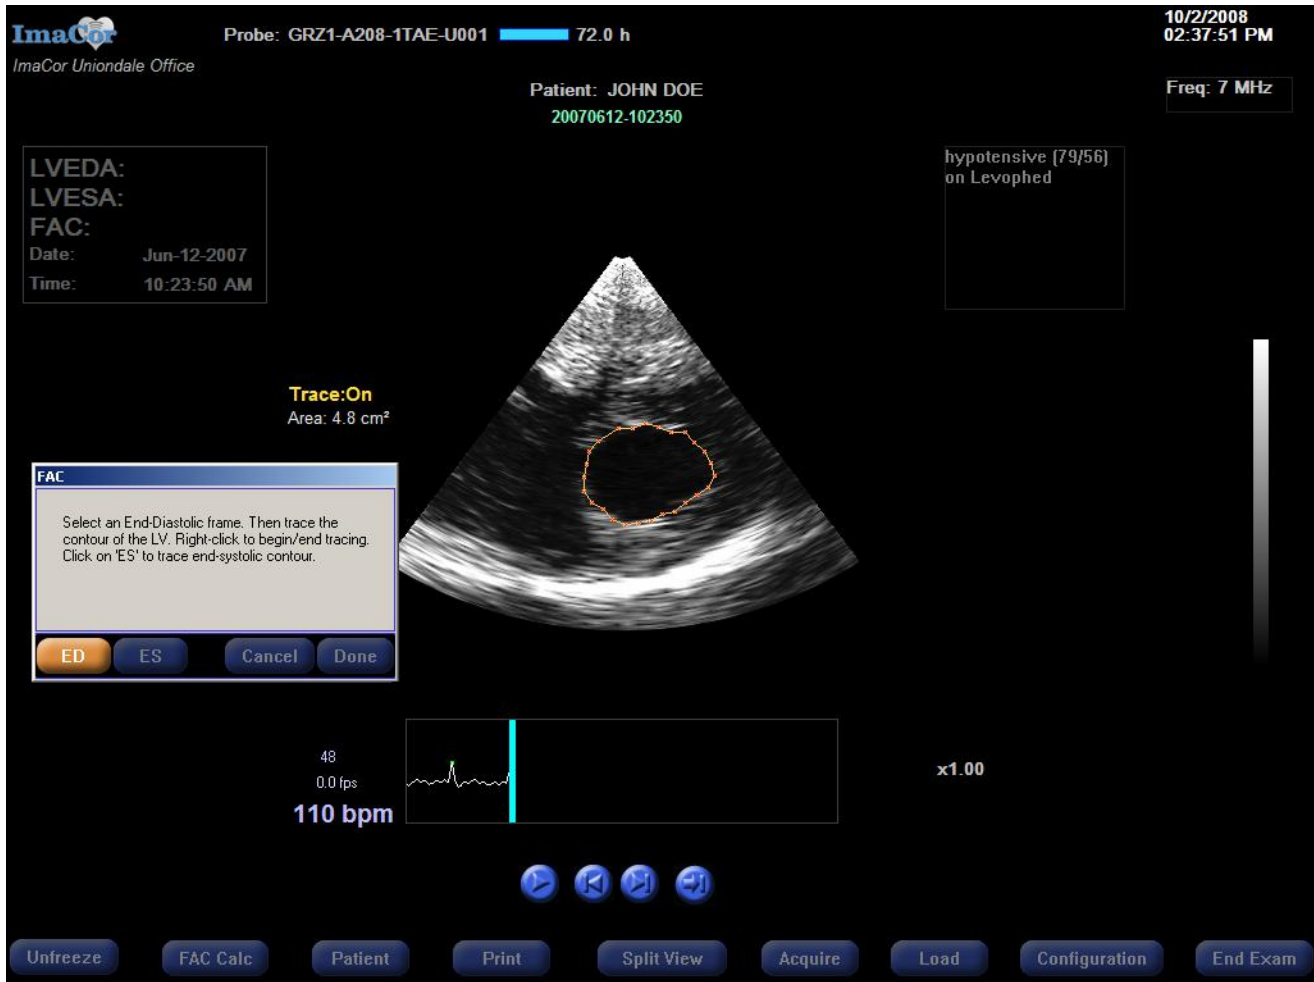 ImaCor
Probe: GRZ1-A208-1TAE-U001 72.0 h
10/2/2008
02:37:51 PM
ImaCor Uniondale Office
Patient: JOHN DOE
20070612-102350
Freq: 7 MHz
LVEDA:
LVESA:
FAC:
Date: Jun-12-2007
Time: 10:23:50 AM
hypotensive (79/56)
on Levophed
Trace:On
Area: 4.8 cm²
FAC
Select an End-Diastolic frame. Then trace the
contour of the LV. Right-click to begin/end tracing.
Click on 'ES' to trace end-systolic contour.
ED ES Cancel Done
48
0.0 fps
110 bpm
x1.00
Unfreeze FAC Calc Patient Print Split View Acquire Load Configuration End Exam